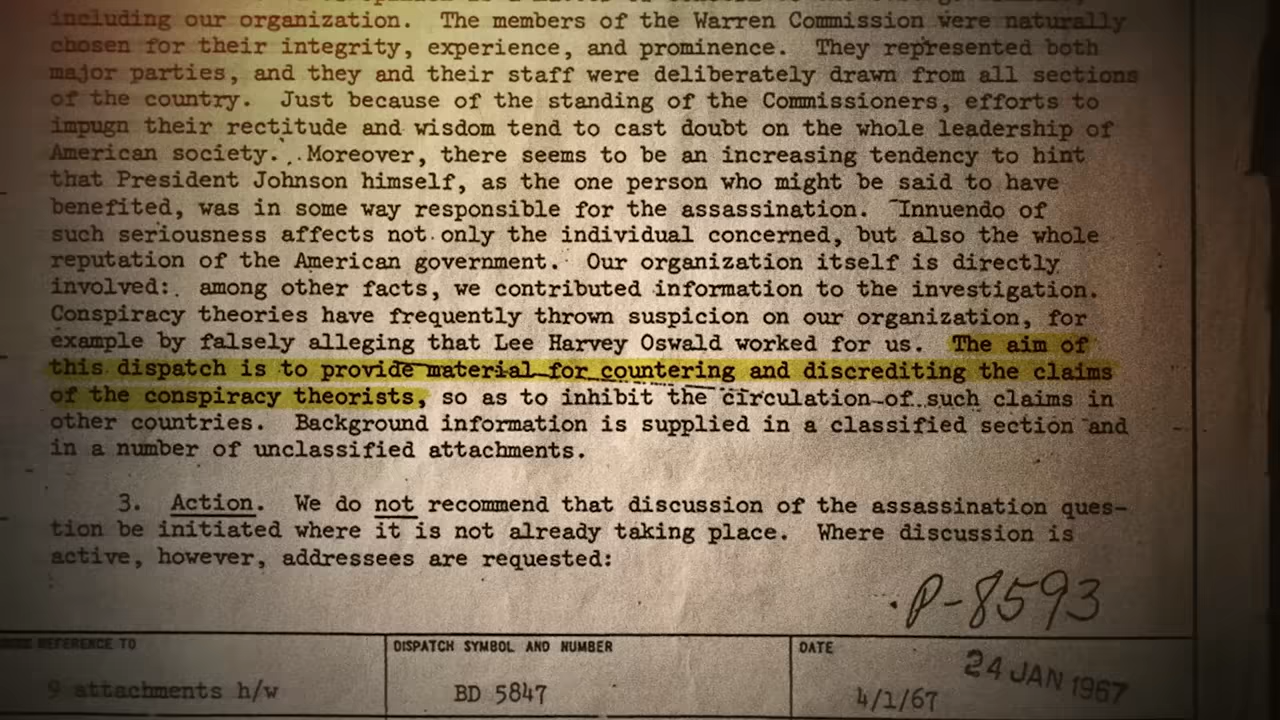 including our organization. The members of the Warren Commission were naturally
chosen for their integrity, experience, and prominence. They represented both
major parties, and they and their staff were deliberately drawn from all sections
of the country. Just because of the standing of the Commissioners, efforts to
impugn their rectitude and wisdom tend to cast doubt on the whole leadership of
American society. Moreover, there seems to be an increasing tendency to hint
that President Johnson himself, as the one person who might be said to have
benefited, was in some way responsible for the assassination. Innuendo of
such seriousness affects not only the individual concerned, but also the whole
reputation of the American government. Our organization itself is directly
involved: among other facts, we contributed information to the investigation.
Conspiracy theories have frequently thrown suspicion on our organization, for
example by falsely alleging that Lee Harvey Oswald worked for us. The aim of
this dispatch is to provide material for countering and discrediting the claims
of the conspiracy theorists, so as to inhibit the circulation of such claims in
other countries. Background information is supplied in a classified section and
in a number of unclassified attachments.
3. Action. We do not recommend that discussion of the assassination ques-
tion be initiated where it is not already taking place. Where discussion is
active, however, addressees are requested:
P-8593
REFERENCE TO
9 attachments h/w
DISPATCH SYMBOL AND NUMBER
BD 5847
DATE
4/1/67
24 JAN 1967